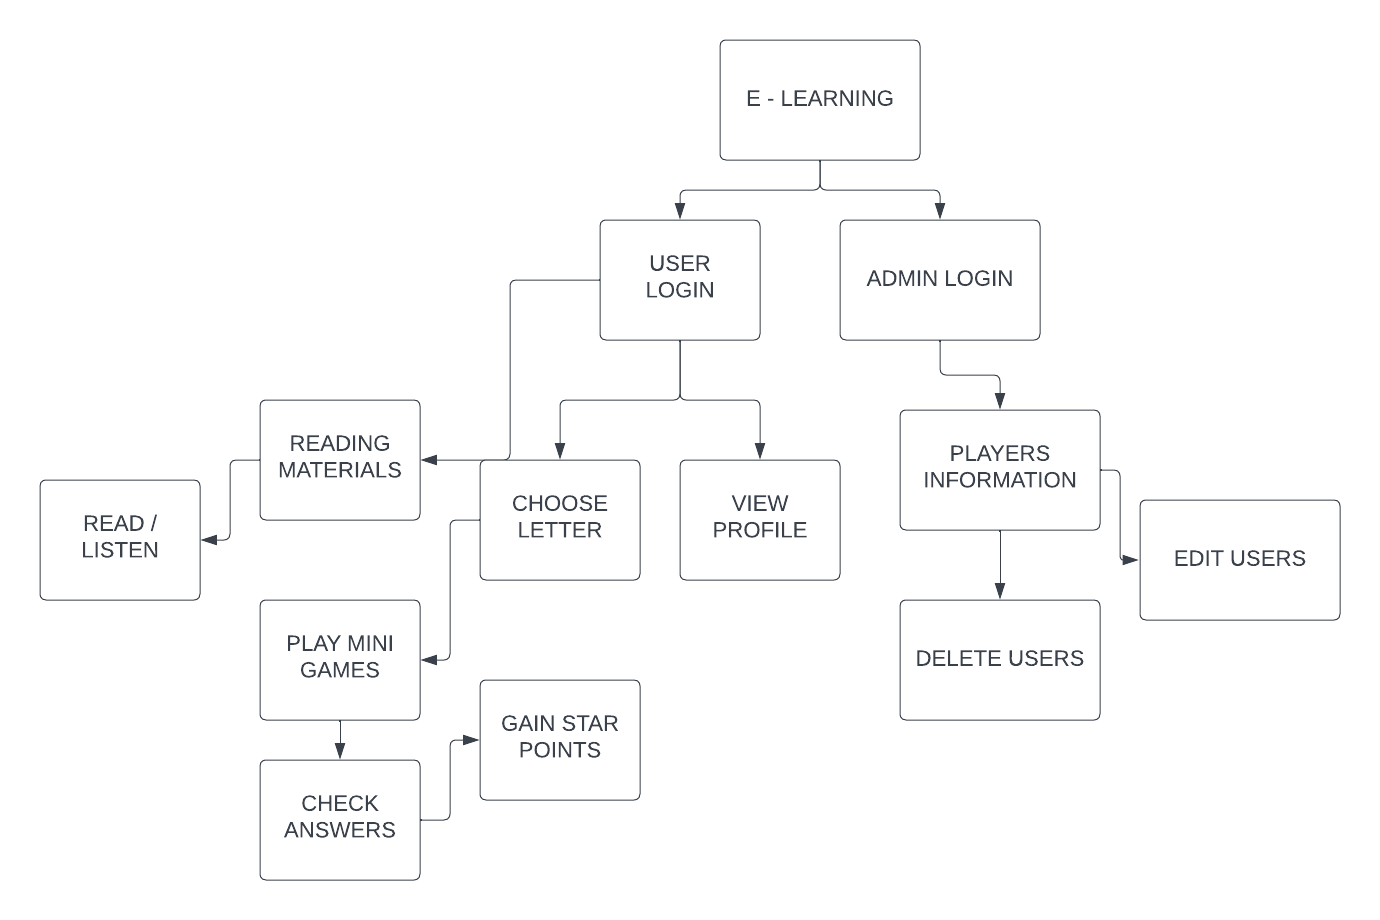 E - LEARNING
USER
LOGIN
ADMIN LOGIN
READING
MATERIALS
PLAYERS
INFORMATION
READ /
LISTEN
CHOOSE
LETTER
VIEW
PROFILE
EDIT USERS
PLAY MINI
GAMES
DELETE USERS
GAIN STAR
POINTS
CHECK
ANSWERS